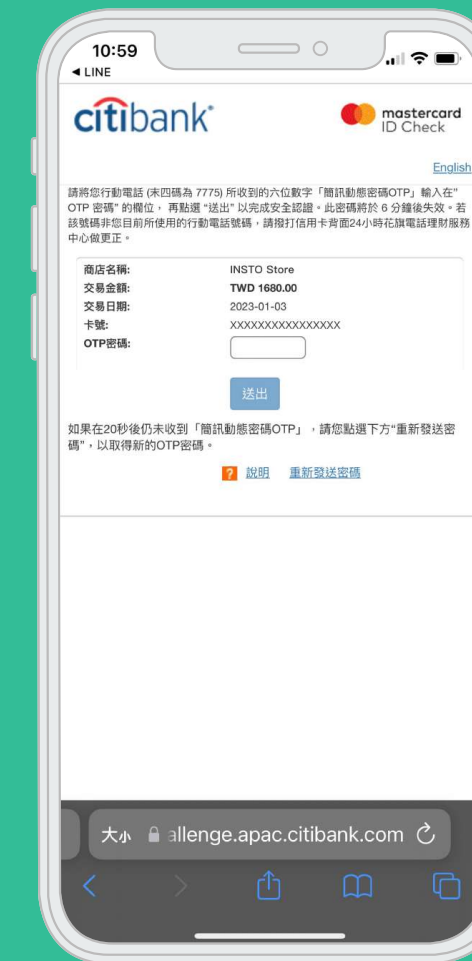 10:59
◀ LINE
citibank
mastercard
ID Check
English
請將您行動電話 (末四碼為 7775) 所收到的六位數字「簡訊動態密碼OTP」輸入在"
OTP 密碼" 的欄位， 再點選 "送出" 以完成安全認證。此密碼將於 6 分鐘後失效。若
該號碼非您目前所使用的行動電話號碼，請撥打信用卡背面24小時花旗電話理財服務
中心做更正。
商店名稱: INSTO Store
交易金額: TWD 1680.00
交易日期: 2023-01-03
卡號: XXXXXXXXXXXXXXXX
OTP密碼:
送出
如果在20秒後仍未收到「簡訊動態密碼OTP」，請您點選下方"重新發送密
碼"，以取得新的OTP密碼。
? 說明 重新發送密碼
大小 allenge.apac.citibank.com